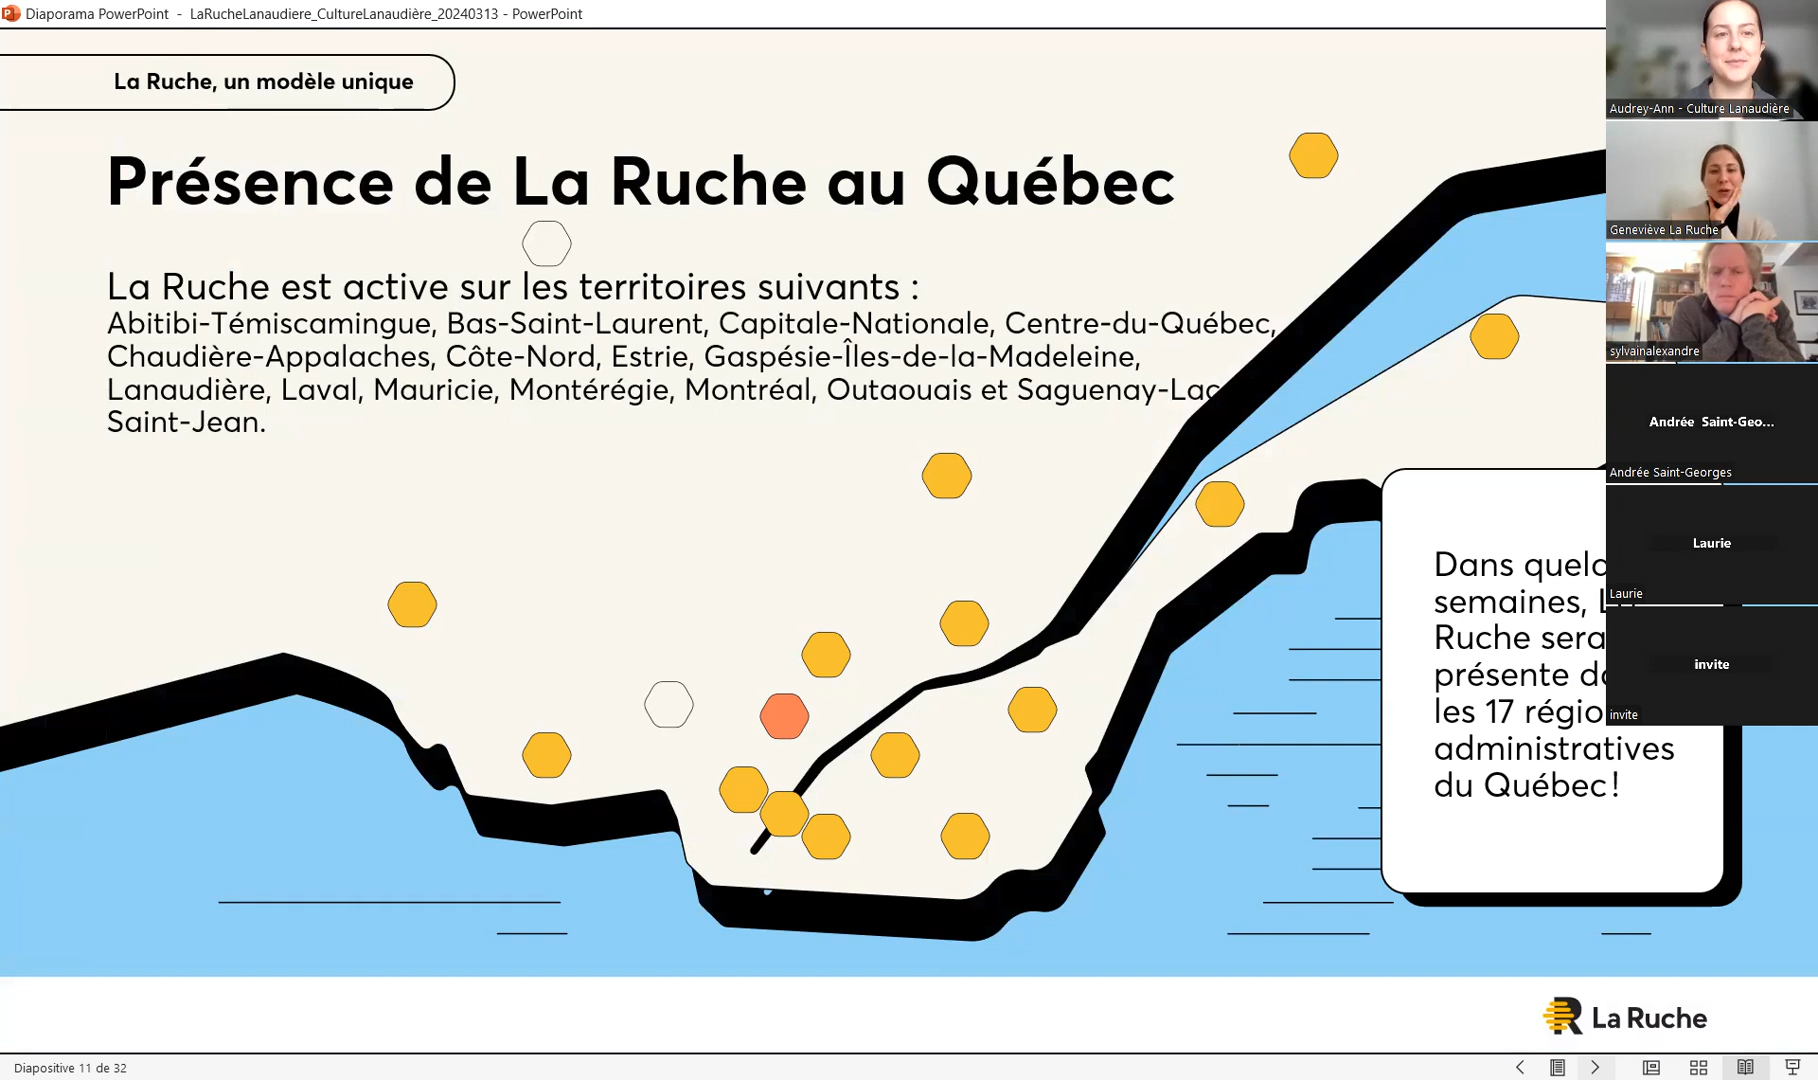 Diaporama PowerPoint - LaRucheLanaudiere_CultureLanaudière_20240313 - PowerPoint
La Ruche, un modèle unique
Présence de La Ruche au Québec
La Ruche est active sur les territoires suivants :
Abitibi-Témiscamingue, Bas-Saint-Laurent, Capitale-Nationale, Centre-du-Québec,
Chaudière-Appalaches, Côte-Nord, Estrie, Gaspésie-Îles-de-la-Madeleine,
Lanaudière, Laval, Mauricie, Montérégie, Montréal, Outaouais et Saguenay-Lac
Saint-Jean.
Dans
semaines,
Ruche sera
présente
les 17
administratives
du Québec!
Audrey-Ann - Culture Lanaudière
Geneviève La Ruche
sylvainalexandre
Andrée Saint-Geo...
Andrée Saint-Georges
Laurie
Laurie
invite
invite
La Ruche
Diapositive 11 de 32